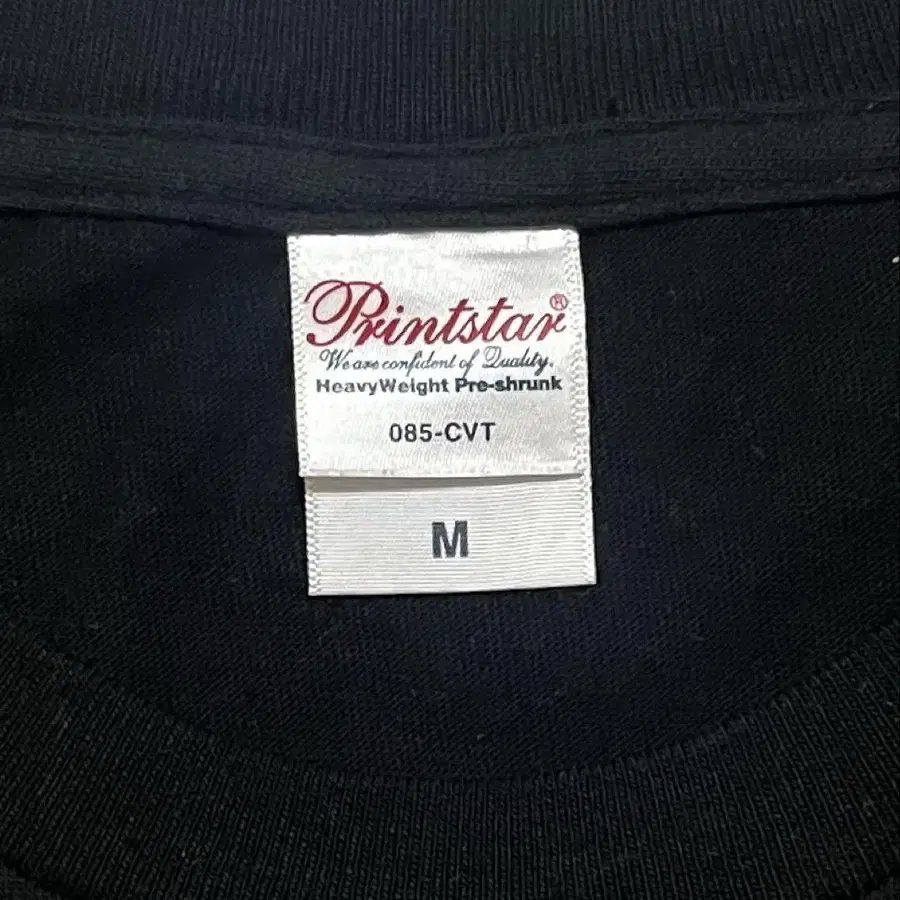 Printstar®
We are confident of Quality.
HeavyWeight Pre-shrunk
085-CVT
M